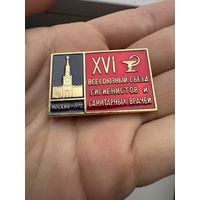 XVI
ВСЕСОЮЗНЫЙ СЪЕЗД
ГИГИЕНИСТОВ И
САНИТАРНЫХ ВРАЧЕЙ
МОСКВА-1972